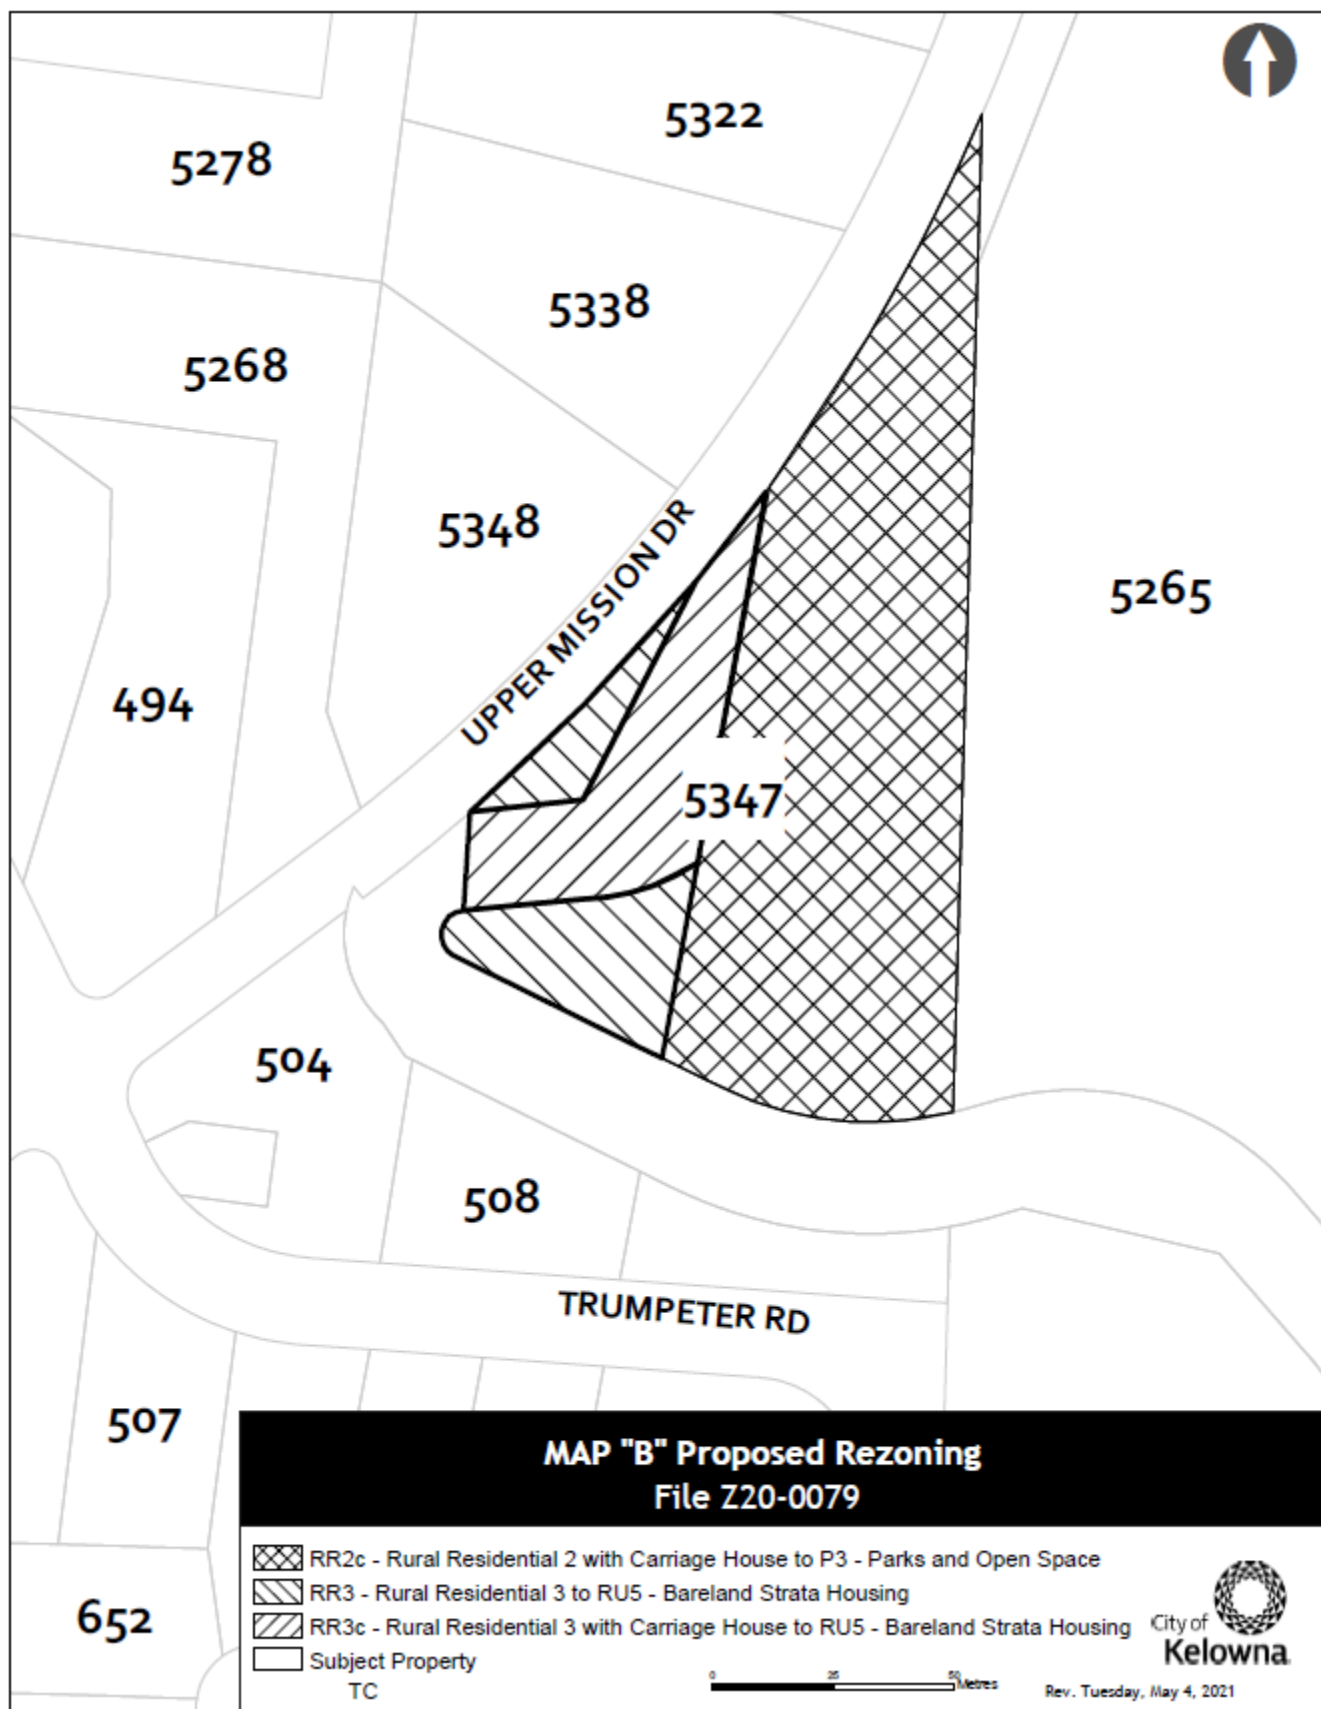 5322
5278
5338
5268
5348
UPPER MISSION DR
5265
494
5347
504
508
TRUMPETER RD
507
MAP "B" Proposed Rezoning
File Z20-0079
RR2c - Rural Residential 2 with Carriage House to P3 - Parks and Open Space
RR3 - Rural Residential 3 to RU5 - Bareland Strata Housing
652
RR3c - Rural Residential 3 with Carriage House to RU5 - Bareland Strata Housing
City of
Kelowna
Subject Property
TC
0 25 50
Metres
Rev. Tuesday, May 4, 2021